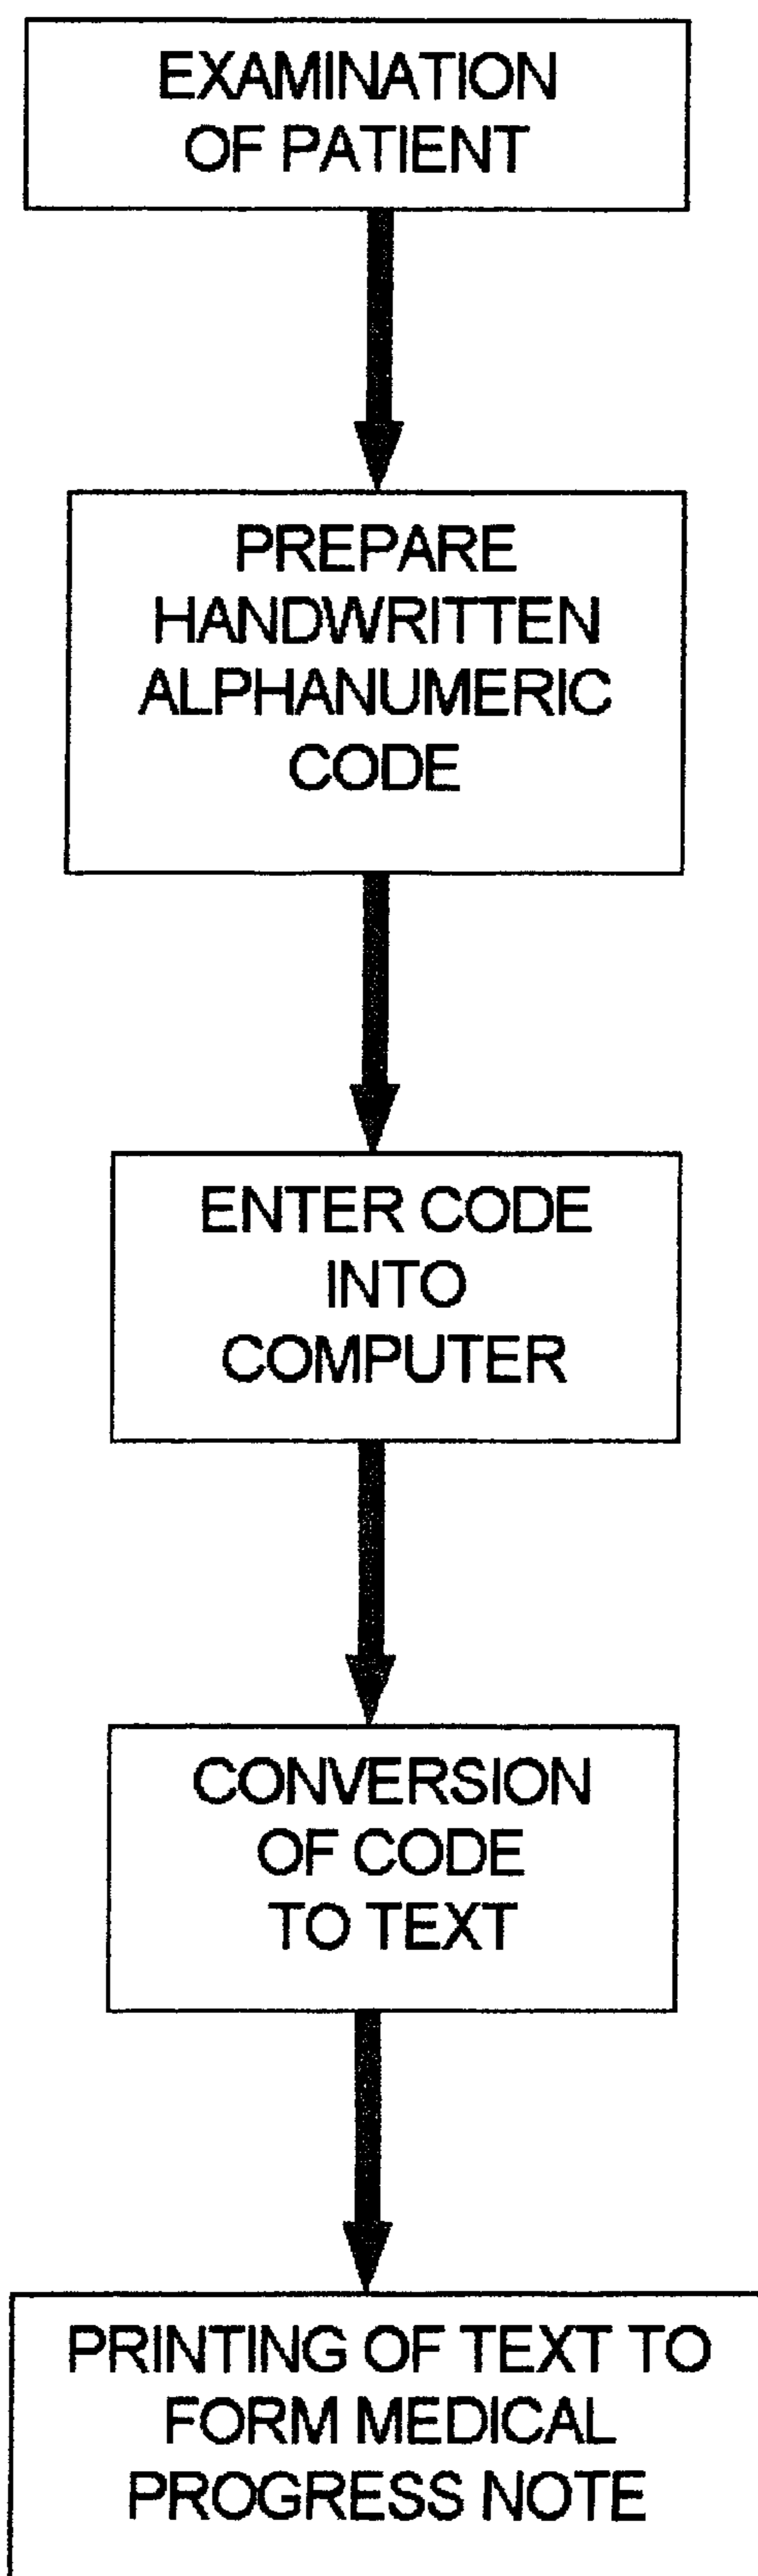 EXAMINATION
OF PATIENT
PREPARE
HANDWRITTEN
ALPHANUMERIC
CODE
ENTER CODE
INTO
COMPUTER
CONVERSION
OF CODE
TO TEXT
PRINTING OF TEXT TO
FORM MEDICAL
PROGRESS NOTE